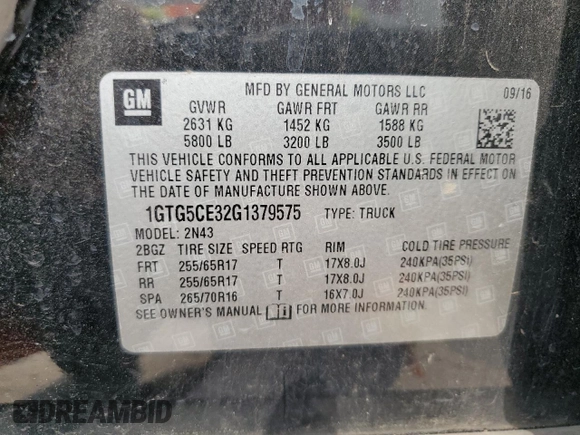 GM
MFD BY GENERAL MOTORS LLC
09/16
GVWR GAWR FRT GAWR RR
2631 KG 1452 KG 1588 KG
5800 LB 3200 LB 3500 LB
THIS VEHICLE CONFORMS TO ALL APPLICABLE U.S. FEDERAL MOTOR
VEHICLE SAFETY AND THEFT PREVENTION STANDARDS IN EFFECT ON
THE DATE OF MANUFACTURE SHOWN ABOVE.
1GTG5CE32G1379575 TYPE: TRUCK
MODEL: 2N43
2BGZ TIRE SIZE SPEED RTG RIM COLD TIRE PRESSURE
FRT 255/65R17 T 17X8.0J 240KPA(35PSI)
RR 255/65R17 T 17X8.0J 240KPA(35PSI)
SPA 265/70R16 T 16X7.0J 240KPA(35PSI)
SEE OWNER'S MANUAL FOR MORE INFORMATION.
DREAMBID